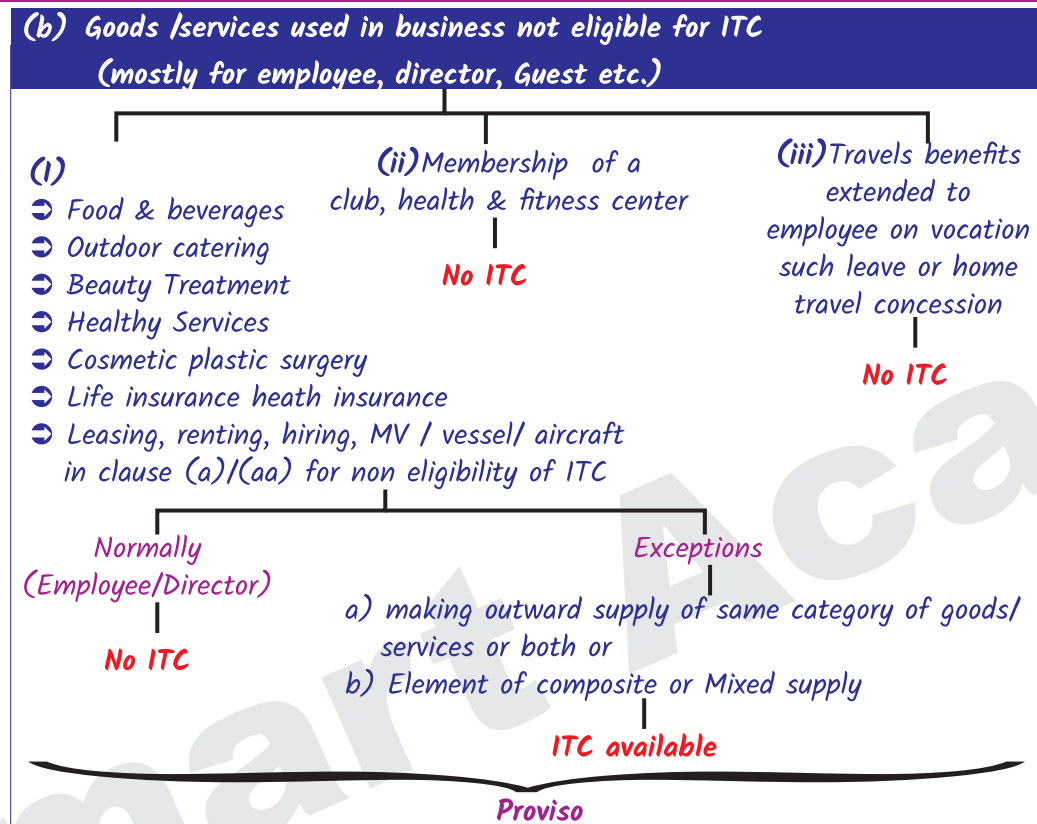 (b) Goods /services used in business not eligible for ITC
(mostly for employee, director, Guest etc.)
(I)
➲ Food & beverages
➲ Outdoor catering
➲ Beauty Treatment
➲ Healthy Services
➲ Cosmetic plastic surgery
➲ Life insurance heath insurance
➲ Leasing, renting, hiring, MV / vessel/ aircraft
in clause (a)/(aa) for non eligibility of ITC
(ii) Membership of a
club, health & fitness center
No ITC
(iii) Travels benefits
extended to
employee on vocation
such leave or home
travel concession
No ITC
Normally
(Employee/Director)
No ITC
Exceptions
a) making outward supply of same category of goods/
services or both or
b) Element of composite or Mixed supply
ITC available
Proviso
mart Aca